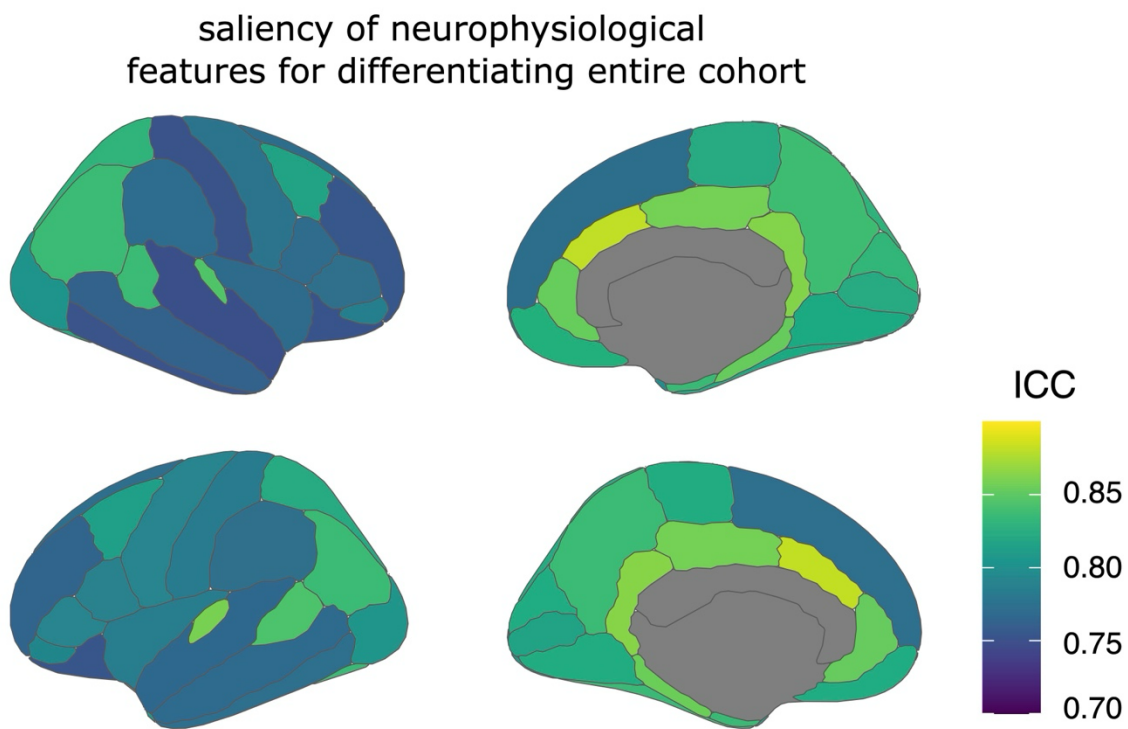 saliency of neurophysiological
features for differentiating entire cohort
ICC
0.85
0.80
0.75
0.70